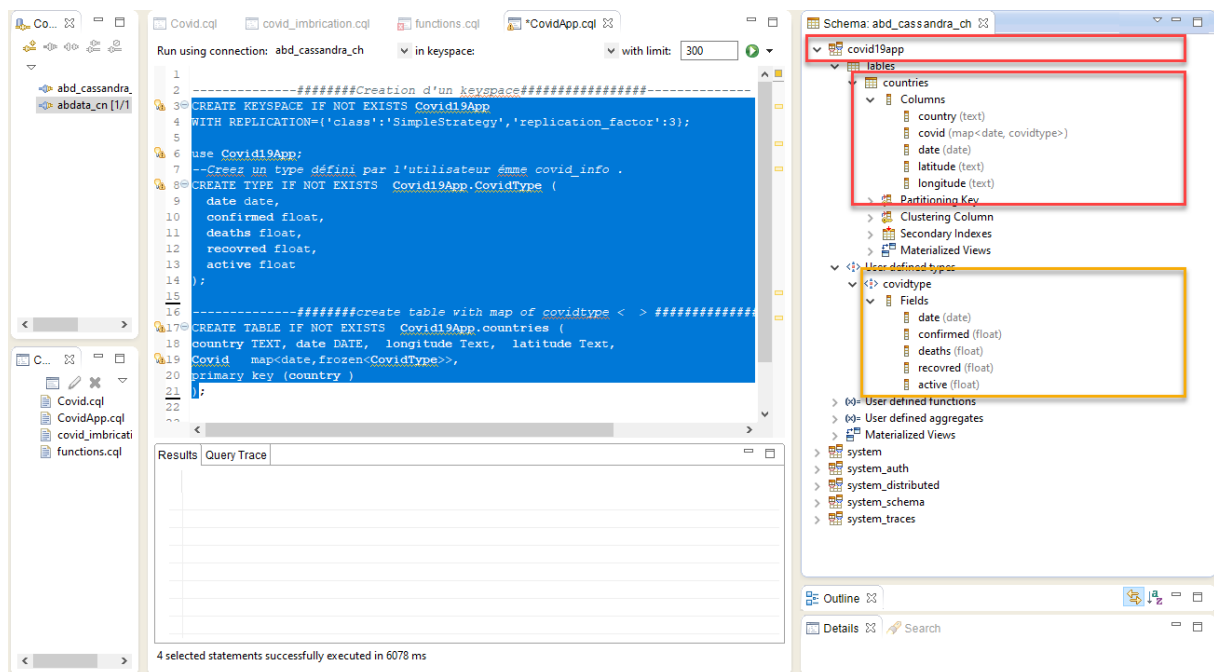 Co...
abd_cassandra_
abdata_cn [1/1
C...
Covid.cql
CovidApp.cql
covid_imbricati
functions.cql
Covid.cql
covid_imbrication.cql
functions.cql
*CovidApp.cql
Run using connection: abd_cassandra_ch in keyspace: with limit: 300
1
2 --------------########Creation d'un keyspace#################--------------
3 CREATE KEYSPACE IF NOT EXISTS Covid19App
4 WITH REPLICATION={'class':'SimpleStrategy','replication_factor':3};
5
6 use Covid19App;
7 --Creez un type défini par l'utilisateur émme covid_info .
8 CREATE TYPE IF NOT EXISTS Covid19App.CovidType (
9 date date,
10 confirmed float,
11 deaths float,
12 recovred float,
13 active float
14 );
15
16 --------------########create table with map of covidtype < > ##############
17 CREATE TABLE IF NOT EXISTS Covid19App.countries (
18 country TEXT, date DATE, longitude Text, latitude Text,
19 Covid map<date,frozen<CovidType>>,
20 primary key (country )
21 );
22
Results Query Trace
4 selected statements successfully executed in 6078 ms
Schema: abd_cassandra_ch
covid19app
Tables
countries
Columns
country (text)
covid (map<date, covidtype>)
date (date)
latitude (text)
longitude (text)
Partitioning Key
Clustering Column
Secondary Indexes
Materialized Views
User defined types
covidtype
Fields
date (date)
confirmed (float)
deaths (float)
recovred (float)
active (float)
(x)= User defined functions
(x)= User defined aggregates
Materialized Views
system
system_auth
system_distributed
system_schema
system_traces
Outline
Details Search